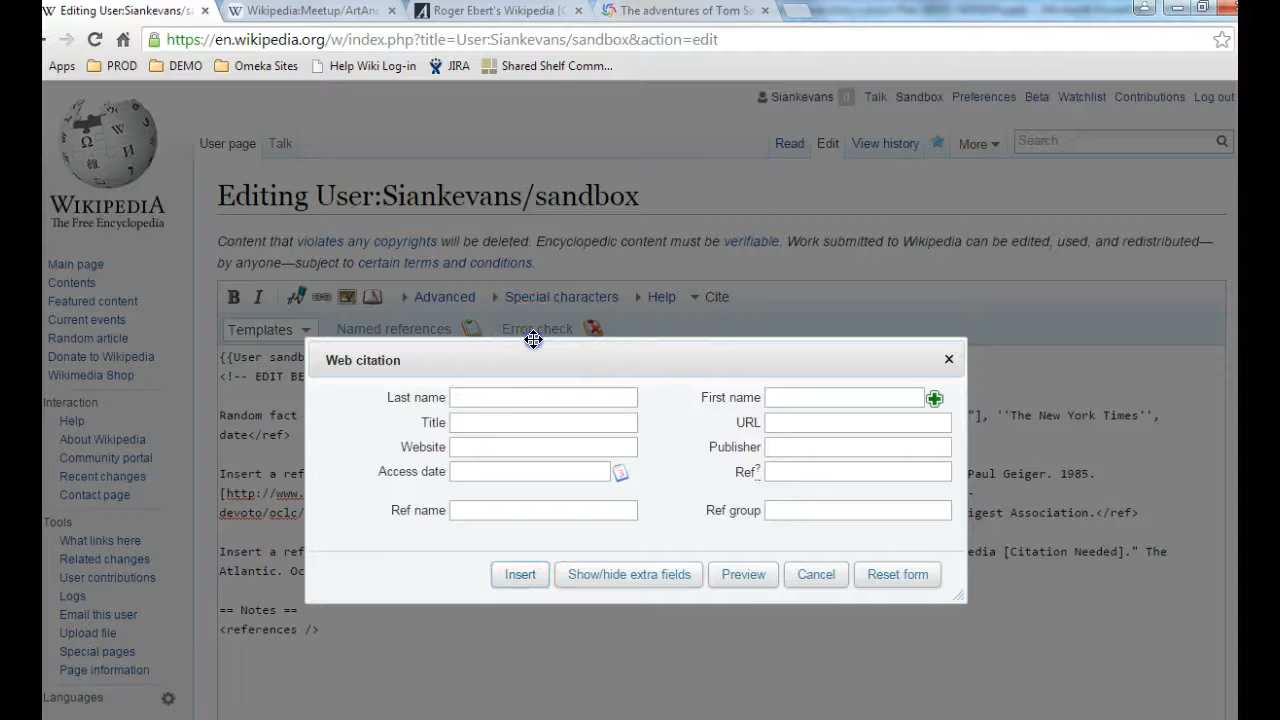 Editing User:Siankevans/s
Wikipedia:Meetup/ArtAn
Roger Ebert's Wikipedia [C
The adventures of Tom Sa
https://en.wikipedia.org/w/index.php?title=User:Siankevans/sandbox&action=edit
Apps PROD DEMO Omeka Sites Help Wiki Log-in JIRA Shared Shelf Comm...
Siankevans 0 Talk Sandbox Preferences Beta Watchlist Contributions Log out
User page Talk Read Edit View history More Search
WIKIPEDIA
The Free Encyclopedia
Editing User:Siankevans/sandbox
Content that violates any copyrights will be deleted. Encyclopedic content must be verifiable. Work submitted to Wikipedia can be edited, used, and redistributed—
by anyone—subject to certain terms and conditions.
Main page
Contents
Featured content
Current events
Random article
Donate to Wikipedia
Wikimedia Shop
Interaction
Help
About Wikipedia
Community portal
Recent changes
Contact page
Tools
What links here
Related changes
User contributions
Logs
Email this user
Upload file
Special pages
Page information
Languages
B I Advanced Special characters Help Cite
Templates Named references Error check
{{User sandb
<!-- EDIT BE
Random fact "], ''The New York Times'',
date</ref>
Insert a ref Paul Geiger. 1985.
[http://www.
devoto/oclc/ igest Association.</ref>
Insert a ref edia [Citation Needed]." The
Atlantic. Oc
== Notes ==
<references />
Web citation
Last name First name
Title URL
Website Publisher
Access date Ref?
Ref name Ref group
Insert Show/hide extra fields Preview Cancel Reset form